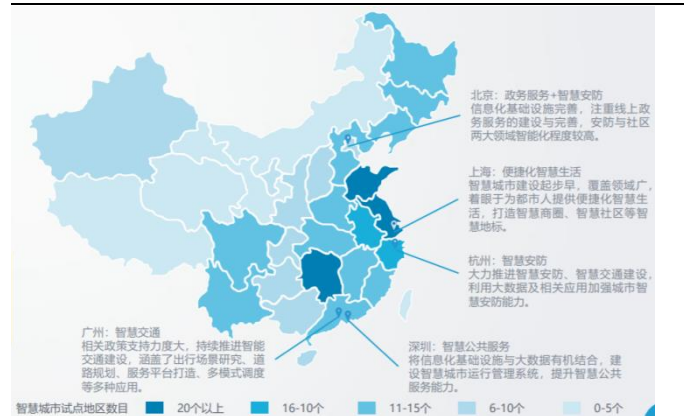 北京：政务服务+智慧安防
信息化基础设施完善，注重线上政
务服务的建设与完善，安防与社区
两大领域智能化程度较高。
上海：便捷化智慧生活
智慧城市建设起步早，覆盖领域广，
着眼于为都市人提供便捷化智慧生
活，打造智慧商圈、智慧社区等智
慧地标。
杭州：智慧安防
大力推进智慧安防、智慧交通建设，
利用大数据及相关应用加强城市智
慧安防能力。
广州：智慧交通
相关政策支持力度大，持续推进智能
交通建设，涵盖了出行场景研究、道
路规划、服务平台打造、多模式调度
等多种应用。
深圳：智慧公共服务
将信息化基础设施与大数据有机结合，建
设智慧城市运行管理系统，提升智慧公共
服务能力。
智慧城市试点地区数目 20个以上 16-10个 11-15个 6-10个 0-5个